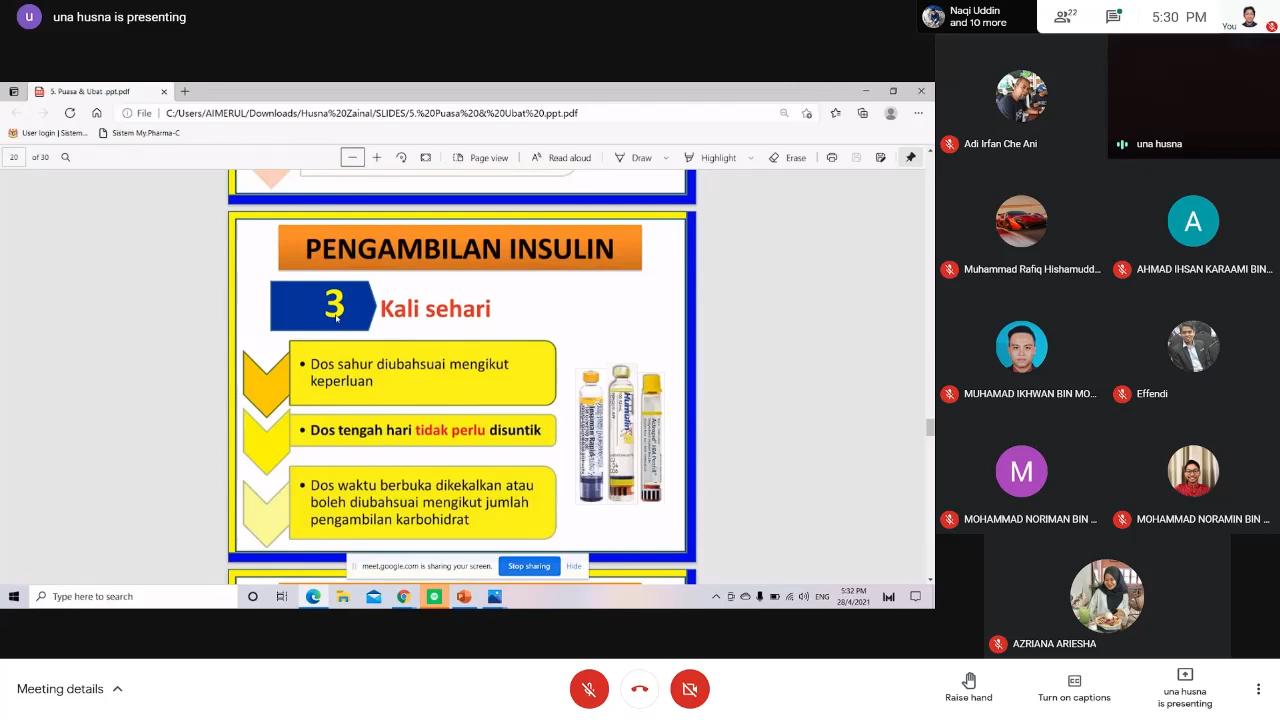 u
una husna is presenting
Naqi Uddin
and 10 more
22
5:30 PM
You
5. Puasa & Ubat .ppt.pdf
File
C:/Users/AIMERUL/Downloads/Husna%20Zainal/SLIDES/5.%20Puasa%20&%20Ubat%20.ppt.pdf
User login | Sistem...
Sistem My.Pharma-C
20 of 30
Page view
Read aloud
Draw
Highlight
Erase
PENGAMBILAN INSULIN
3
Kali sehari
• Dos sahur diubahsuai mengikut
keperluan
• Dos tengah hari tidak perlu disuntik
• Dos waktu berbuka dikekalkan atau
boleh diubahsuai mengikut jumlah
pengambilan karbohidrat
Insuman Rapid
Humulin
meet.google.com is sharing your screen.
Stop sharing
Hide
Type here to search
ENG
5:32 PM
28/4/2021
Adi Irfan Che Ani
una husna
Muhammad Rafiq Hishamudd...
A
AHMAD IHSAN KARAAMI BIN...
MUHAMAD IKHWAN BIN MO...
Effendi
M
MOHAMMAD NORIMAN BIN ...
MOHAMMAD NORAMIN BIN ...
AZRIANA ARIESHA
Meeting details
Raise hand
Turn on captions
una husna
is presenting